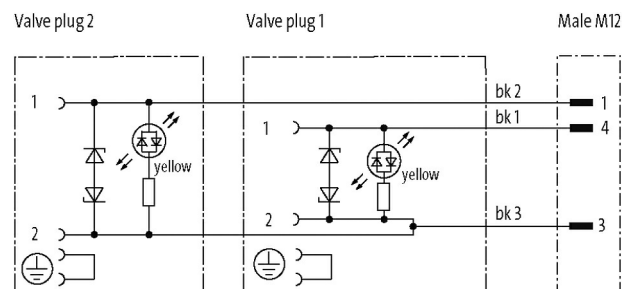 Valve plug 2 Valve plug 1 Male M12
1 bk 2 1
1 bk 1 4
yellow yellow
2 bk 3 3
2